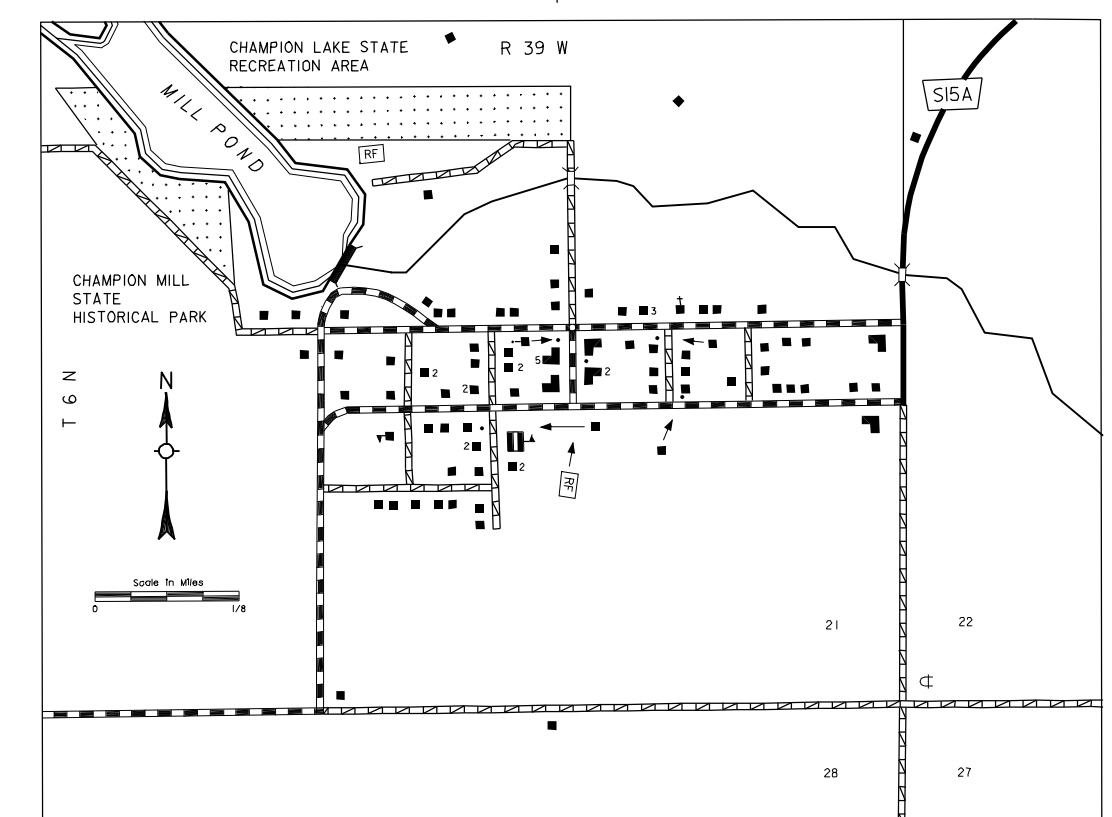 CHAMPION LAKE STATE
RECREATION AREA
R 39 W
MILL POND
S15A
RF
CHAMPION MILL
STATE
HISTORICAL PARK
3
2
5
2
2
T 6 N
N
2
2
RF
Scale in Miles
0 1/8
21
22
28
27